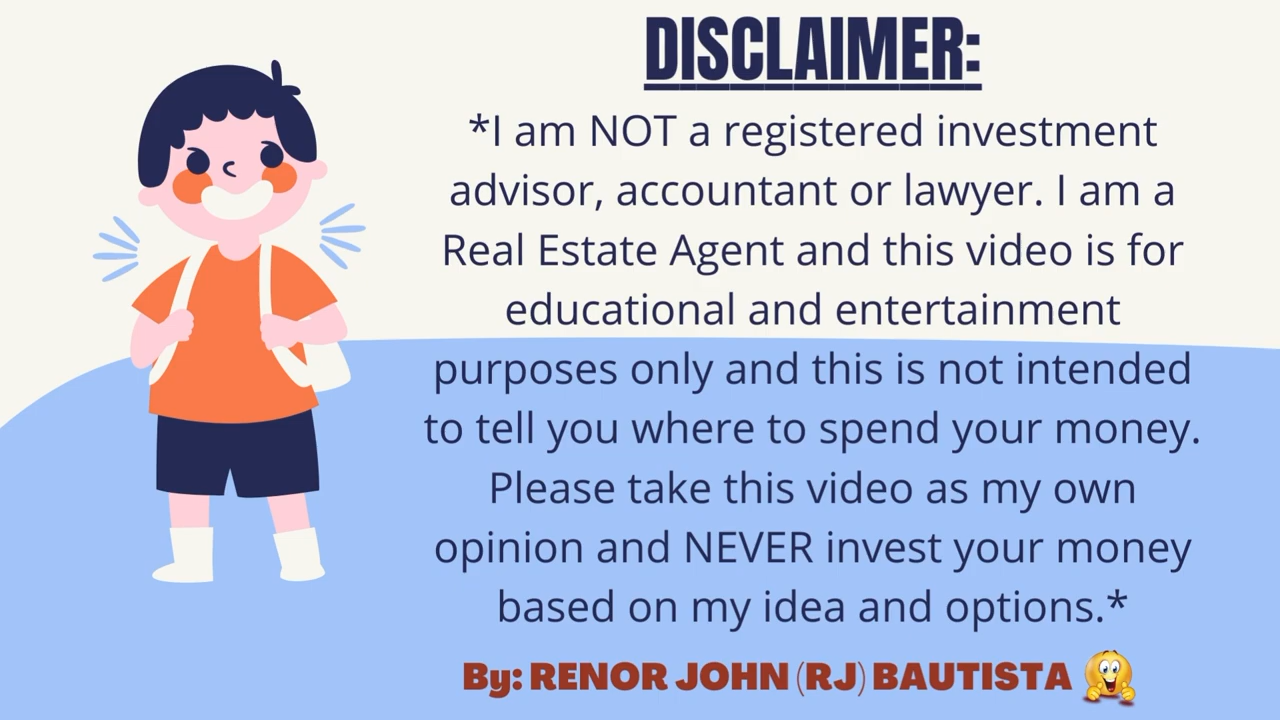 DISCLAIMER:
*I am NOT a registered investment
advisor, accountant or lawyer. I am a
Real Estate Agent and this video is for
educational and entertainment
purposes only and this is not intended
to tell you where to spend your money.
Please take this video as my own
opinion and NEVER invest your money
based on my idea and options.*
By: RENOR JOHN (RJ) BAUTISTA